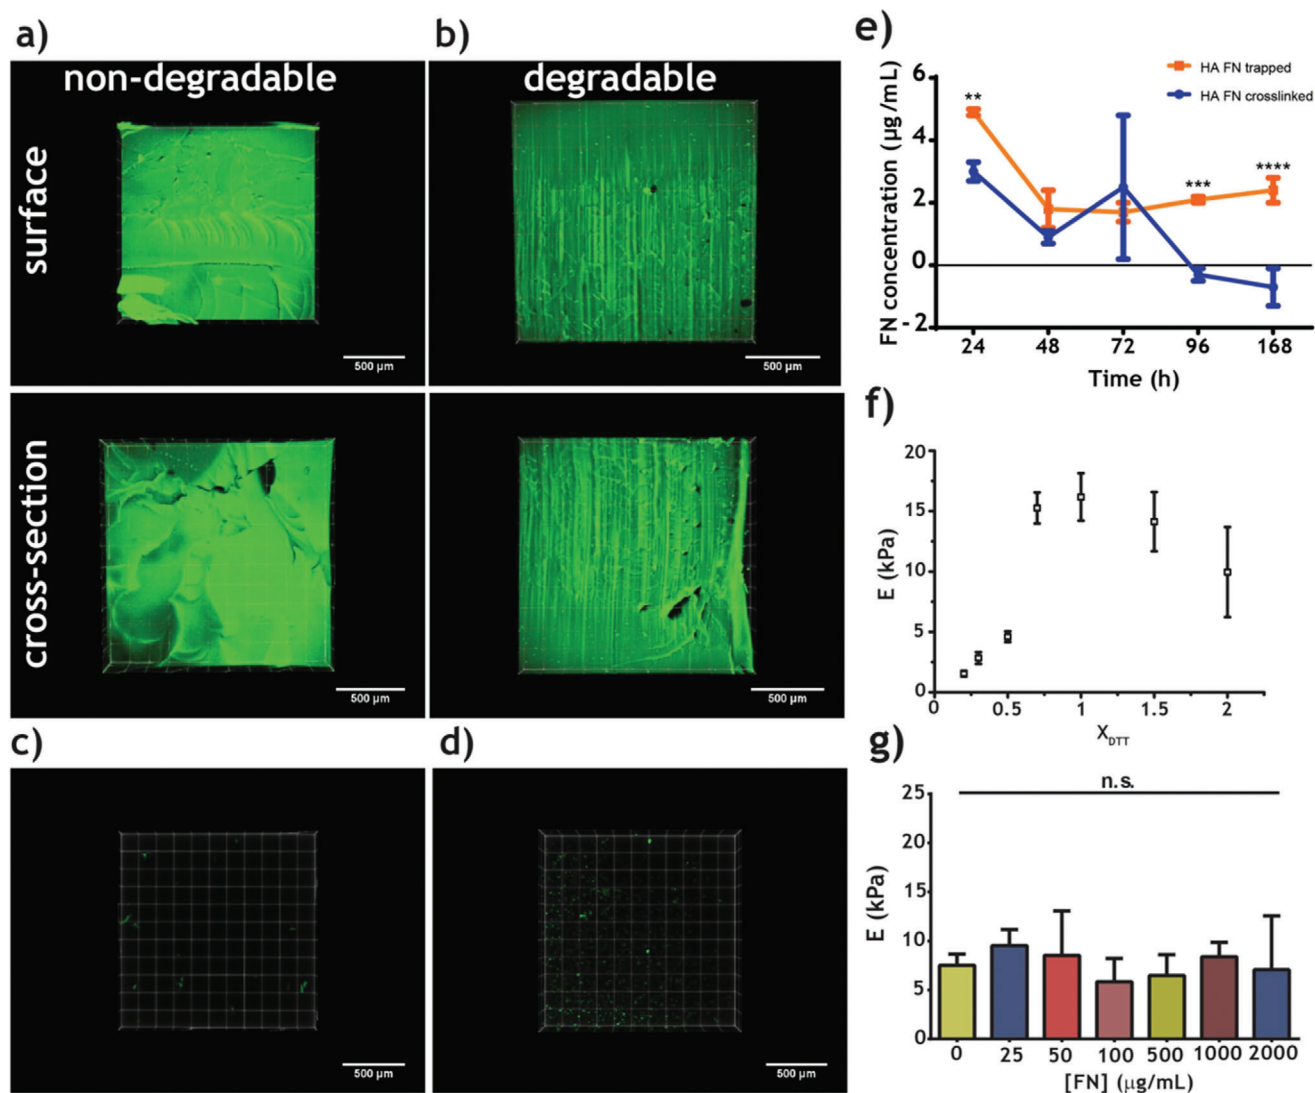 a)
b)
non-degradable
degradable
surface
500 µm
500 µm
cross-section
500 µm
500 µm
c)
d)
500 µm
500 µm
e)
HA FN trapped
HA FN crosslinked
FN concentration (µg/mL)
6
4
2
0
-2
**
***
****
24 48 72 96 168
Time (h)
f)
E (kPa)
20
15
10
5
0
0 0.5 1 1.5 2
X_DTT
g)
n.s.
E (kPa)
25
20
15
10
5
0
0 25 50 100 500 1000 2000
[FN] (µg/mL)